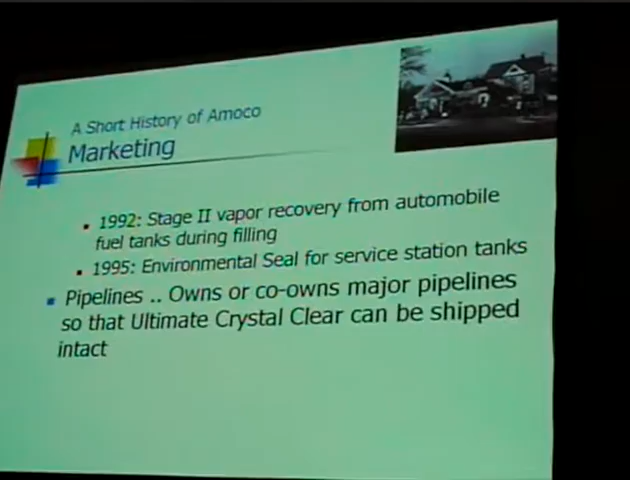 A Short History of Amoco
Marketing
1992: Stage II vapor recovery from automobile
fuel tanks during filling
1995: Environmental Seal for service station tanks
Pipelines .. Owns or co-owns major pipelines
so that Ultimate Crystal Clear can be shipped
intact